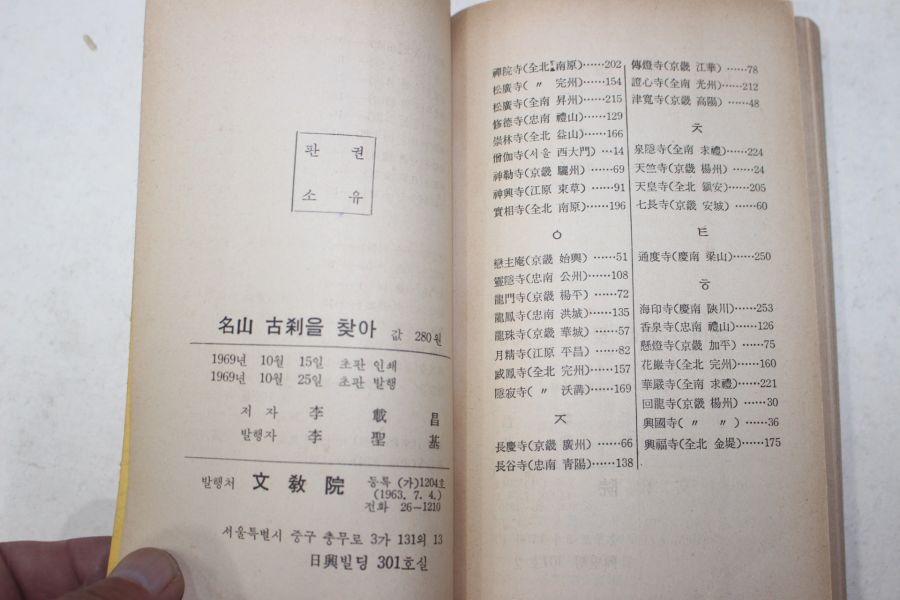 판 권
소 유
名山 古刹을 찾아 값 280원
1969년 10월 15일 초판 인쇄
1969년 10월 25일 초판 발행
저 자 李 載 昌
발행자 李 聖 基
발행처 文敎院 등록 (가)1204호
(1963. 7. 4.)
전화 26~1210
서울특별시 중구 충무로 3가 131의 13
日興빌딩 301호실
禪院寺(全北 南原)……202
松廣寺(〃 完州)……154
松廣寺(全南 昇州)……215
修德寺(忠南 禮山)……129
崇林寺(全北 益山)……166
僧伽寺(서울 西大門)…14
神勒寺(京畿 驪州)……69
神興寺(江原 束草)……91
實相寺(全北 南原)……196
ㅇ
戀主庵(京畿 始興)……51
靈隱寺(忠南 公州)……108
龍門寺(京畿 楊平)……72
龍鳳寺(忠南 洪城)……135
龍珠寺(京畿 華城)……57
月精寺(江原 平昌)……82
威鳳寺(全北 完州)……157
隱寂寺(〃 沃溝)……169
ㅈ
長慶寺(京畿 廣州)……66
長谷寺(忠南 靑陽)……138
傳燈寺(京畿 江華)……78
證心寺(全南 光州)……212
津寬寺(京畿 高陽)……48
ㅊ
泉隱寺(全南 求禮)……224
天竺寺(京畿 楊州)……24
天皇寺(全北 鎭安)……205
七長寺(京畿 安城)……60
ㅌ
通度寺(慶南 梁山)……250
ㅎ
海印寺(慶南 陜川)……253
香泉寺(忠南 禮山)……126
懸燈寺(京畿 加平)……75
花巖寺(全北 完州)……160
華嚴寺(全南 求禮)……221
回龍寺(京畿 楊州)……30
興國寺(〃 〃)……36
興福寺(全北 金堤)……175